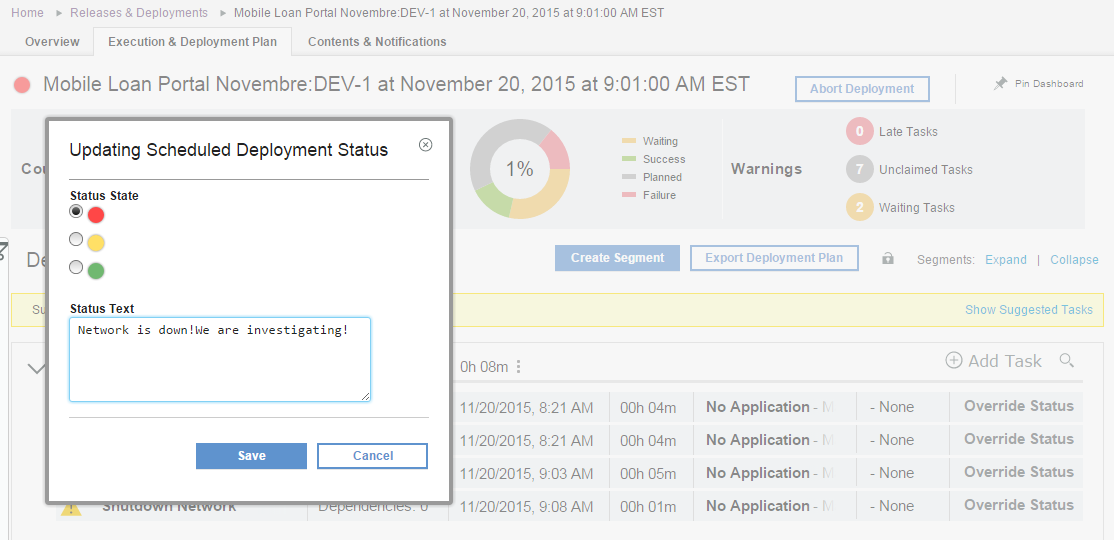 Home ▸ Releases & Deployments ▸ Mobile Loan Portal Novembre:DEV-1 at November 20, 2015 at 9:01:00 AM EST
Overview Execution & Deployment Plan Contents & Notifications
Mobile Loan Portal Novembre:DEV-1 at November 20, 2015 at 9:01:00 AM EST Abort Deployment Pin Dashboard
Updating Scheduled Deployment Status
Status State
Status Text
Network is down!We are investigating!
Save Cancel
1%
Waiting
Success
Planned
Failure
Warnings
0 Late Tasks
7 Unclaimed Tasks
2 Waiting Tasks
Create Segment Export Deployment Plan Segments: Expand | Collapse
Show Suggested Tasks
0h 08m Add Task
11/20/2015, 8:21 AM 00h 04m No Application - - None Override Status
11/20/2015, 8:21 AM 00h 04m No Application - - None Override Status
11/20/2015, 9:03 AM 00h 05m No Application - - None Override Status
Shutdown Network Dependencies: 0 11/20/2015, 9:08 AM 00h 01m No Application - - None Override Status